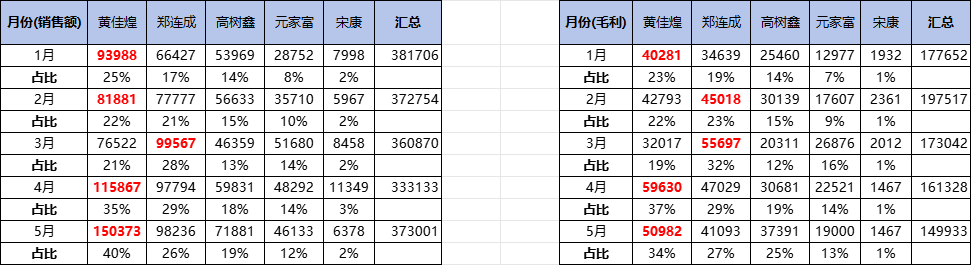 月份(销售额) 黄佳煌 郑连成 高树鑫 元家富 宋康 汇总 月份(毛利) 黄佳煌 郑连成 高树鑫 元家富 宋康 汇总
1月 93988 66427 53969 28752 7998 381706 1月 40281 34639 25460 12977 1932 177652
占比 25% 17% 14% 8% 2% 占比 23% 19% 14% 7% 1%
2月 81881 77777 56633 35710 5967 372754 2月 42793 45018 30139 17607 2361 197517
占比 22% 21% 15% 10% 2% 占比 22% 23% 15% 9% 1%
3月 76522 99567 46359 51680 8458 360870 3月 32017 55697 20311 26876 2012 173042
占比 21% 28% 13% 14% 2% 占比 19% 32% 12% 16% 1%
4月 115867 97794 59831 48292 11349 333133 4月 59630 47029 30681 22521 1467 161328
占比 35% 29% 18% 14% 3% 占比 37% 29% 19% 14% 1%
5月 150373 98236 71881 46133 6378 373001 5月 50982 41093 37391 19000 1467 149933
占比 40% 26% 19% 12% 2% 占比 34% 27% 25% 13% 1%